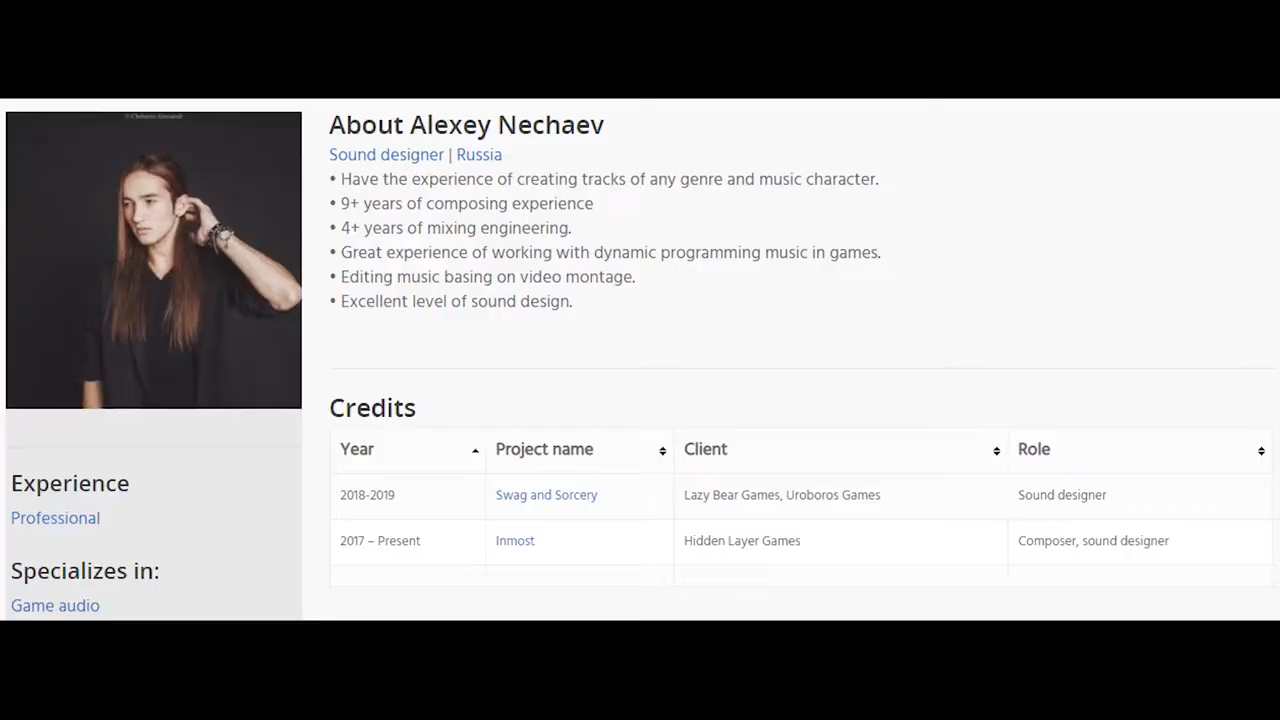 About Alexey Nechaev
Sound designer | Russia
• Have the experience of creating tracks of any genre and music character.
• 9+ years of composing experience
• 4+ years of mixing engineering.
• Great experience of working with dynamic programming music in games.
• Editing music basing on video montage.
• Excellent level of sound design.
Credits
Year Project name Client Role
2018-2019 Swag and Sorcery Lazy Bear Games, Uroboros Games Sound designer
2017 – Present Inmost Hidden Layer Games Composer, sound designer
Experience
Professional
Specializes in:
Game audio